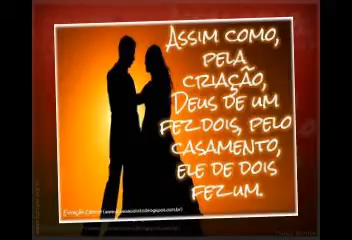 Assim como,
pela
criação,
Deus de um
fez dois, pelo
casamento,
ele de dois
fez um.